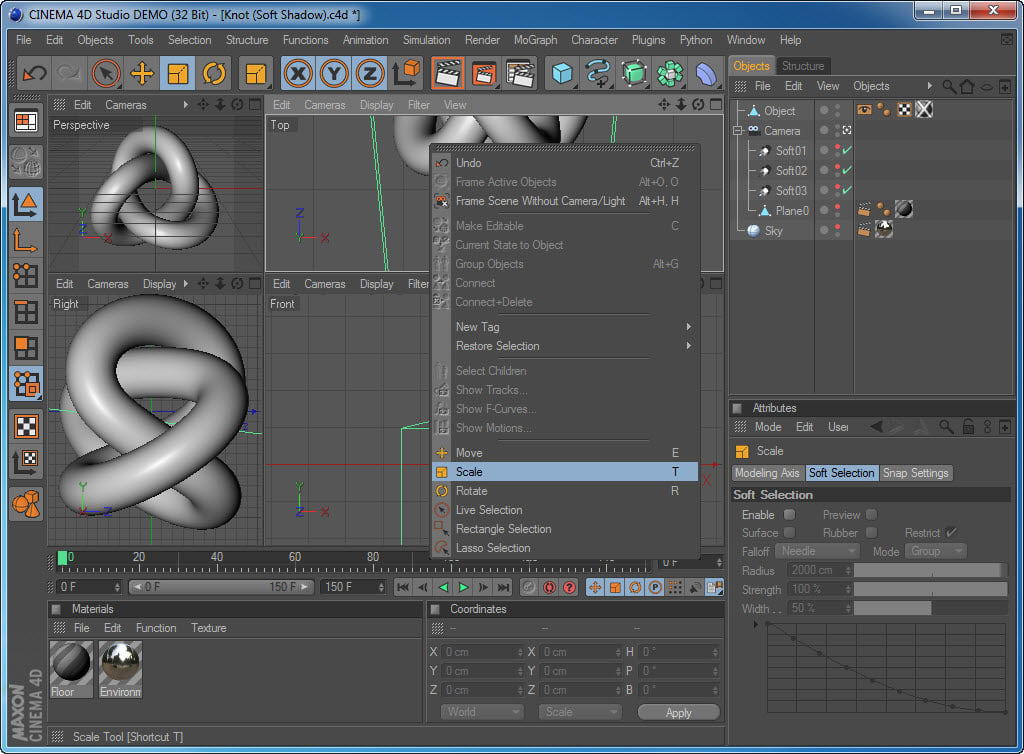 CINEMA 4D Studio DEMO (32 Bit) - [Knot (Soft Shadow).c4d *]
File Edit Objects Tools Selection Structure Functions Animation Simulation Render MoGraph Character Plugins Python Window Help
X Y Z
Objects Structure
File Edit View Objects
Object
Camera
Soft01
Soft02
Soft03
Plane0
Sky
Edit Cameras
Perspective
Y
Z X
Edit Cameras Display Filter View
Top
Z
Y X
Edit Cameras Display
Right
Y
Z
Z
Edit Cameras Display Filter
Front
Y
Z X
X
Undo Ctrl+Z
Frame Active Objects Alt+O, O
Frame Scene Without Camera/Light Alt+H, H
Make Editable C
Current State to Object
Group Objects Alt+G
Connect
Connect+Delete
New Tag
Restore Selection
Select Children
Show Tracks...
Show F-Curves...
Show Motions...
Move E
Scale T
Rotate R
Live Selection
Rectangle Selection
Lasso Selection
0 20 40 60 80
0 F
0 F 0 F 150 F 150 F
Materials
File Edit Function Texture
Floor
Environm
Coordinates
-- -- --
X 0 cm X 0 cm H 0 °
Y 0 cm Y 0 cm P 0 °
Z 0 cm Z 0 cm B 0 °
World Scale Apply
Attributes
Mode Edit User
Scale
Modeling Axis Soft Selection Snap Settings
Soft Selection
Enable Preview
Surface Rubber Restrict
Falloff Needle Mode Group
Radius 2000 cm
Strength 100 %
Width . . 50 %
MAXON
CINEMA 4D
Scale Tool [Shortcut T]